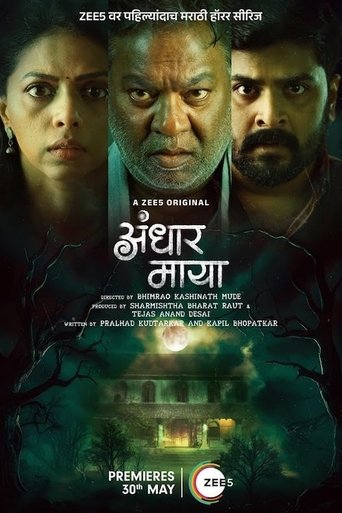 ZEE5 वर पहिल्यांदाच मराठी हॉरर सीरिज
A ZEE5 ORIGINAL
अंधार
माया
DIRECTED BY BHIMRAO KASHINATH MUDE
PRODUCED BY SHARMISHTHA BHARAT RAUT &
TEJAS ANAND DESAI
WRITTEN BY PRALHAD KUDTARKAR AND KAPIL BHOPATKAR
PREMIERES
30th MAY
ZEE5